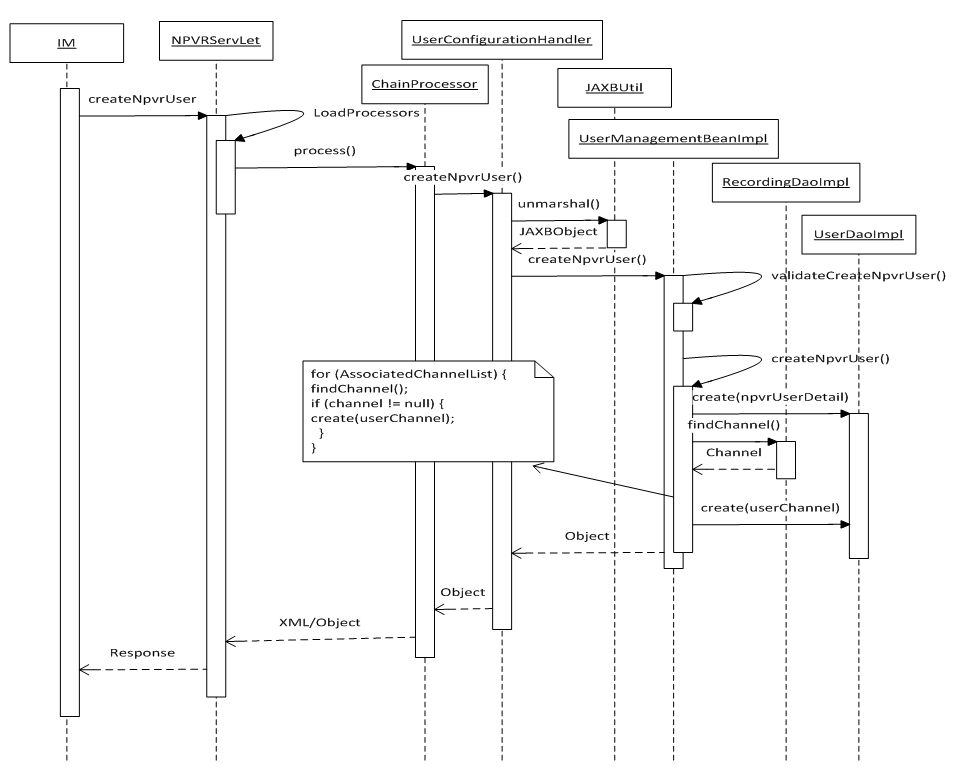 IM
NPVRServLet
UserConfigurationHandler
ChainProcessor
JAXBUtil
UserManagementBeanImpl
RecordingDaoImpl
UserDaoImpl
createNpvrUser
LoadProcessors
process()
createNpvrUser()
unmarshal()
JAXBObject
createNpvrUser()
validateCreateNpvrUser()
createNpvrUser()
for (AssociatedChannelList) {
findChannel();
if (channel != null) {
create(userChannel);
}
}
create(npvrUserDetail)
findChannel()
Channel
create(userChannel)
Object
Object
XML/Object
Response